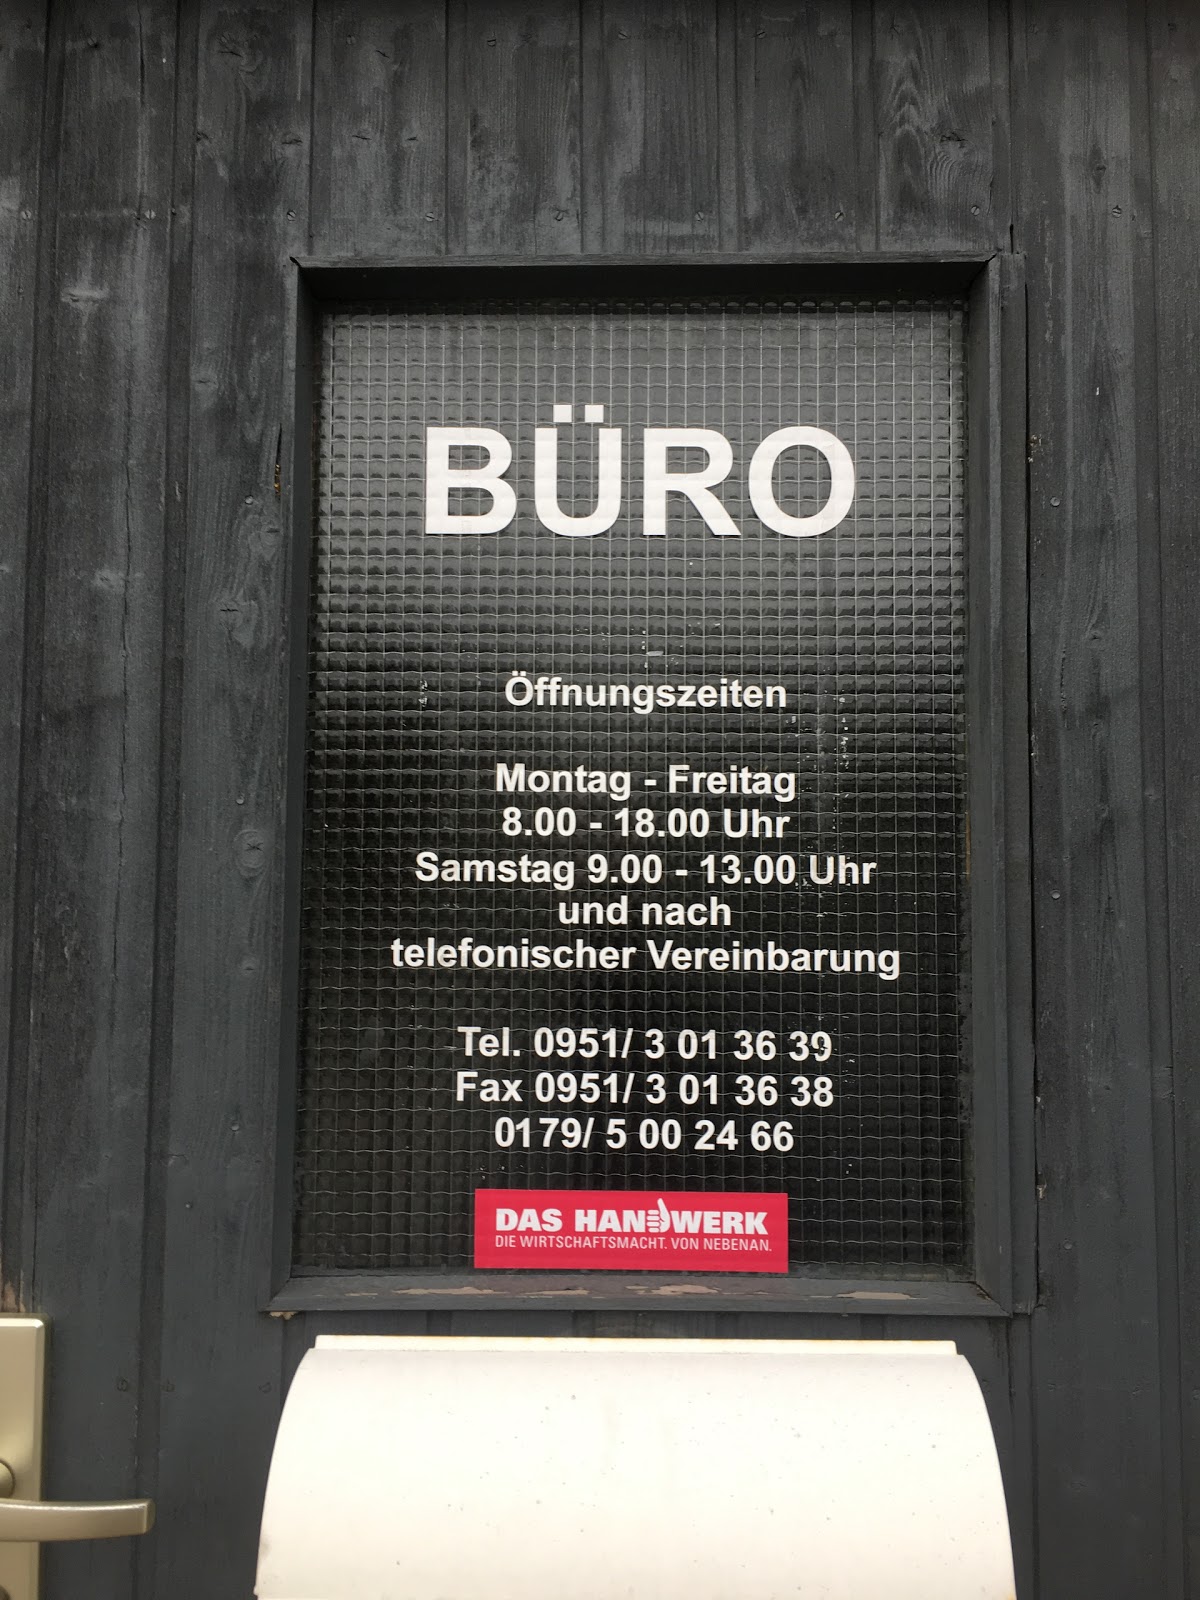 BÜRO
Öffnungszeiten
Montag - Freitag
8.00 - 18.00 Uhr
Samstag 9.00 - 13.00 Uhr
und nach
telefonischer Vereinbarung
Tel. 0951/ 3 01 36 39
Fax 0951/ 3 01 36 38
0179/ 5 00 24 66
DAS HANDWERK
DIE WIRTSCHAFTSMACHT. VON NEBENAN.